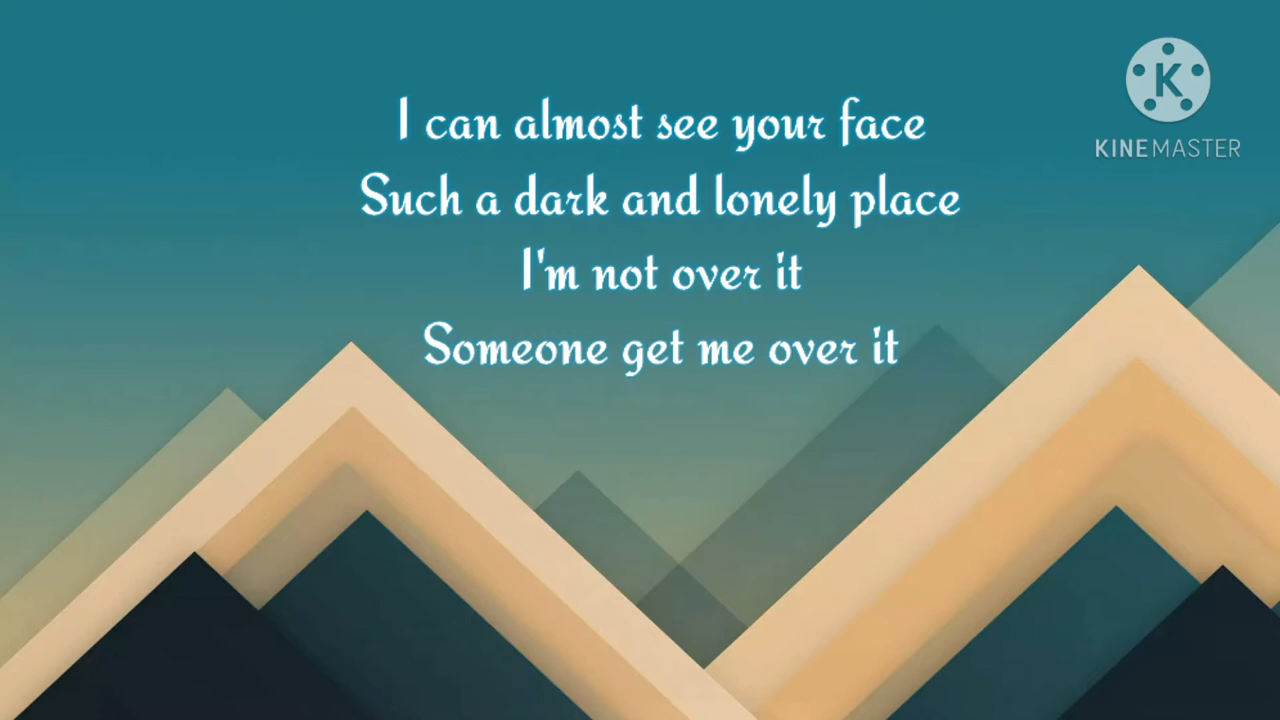 I can almost see your face
Such a dark and lonely place
I'm not over it
Someone get me over it
K
KINEMASTER